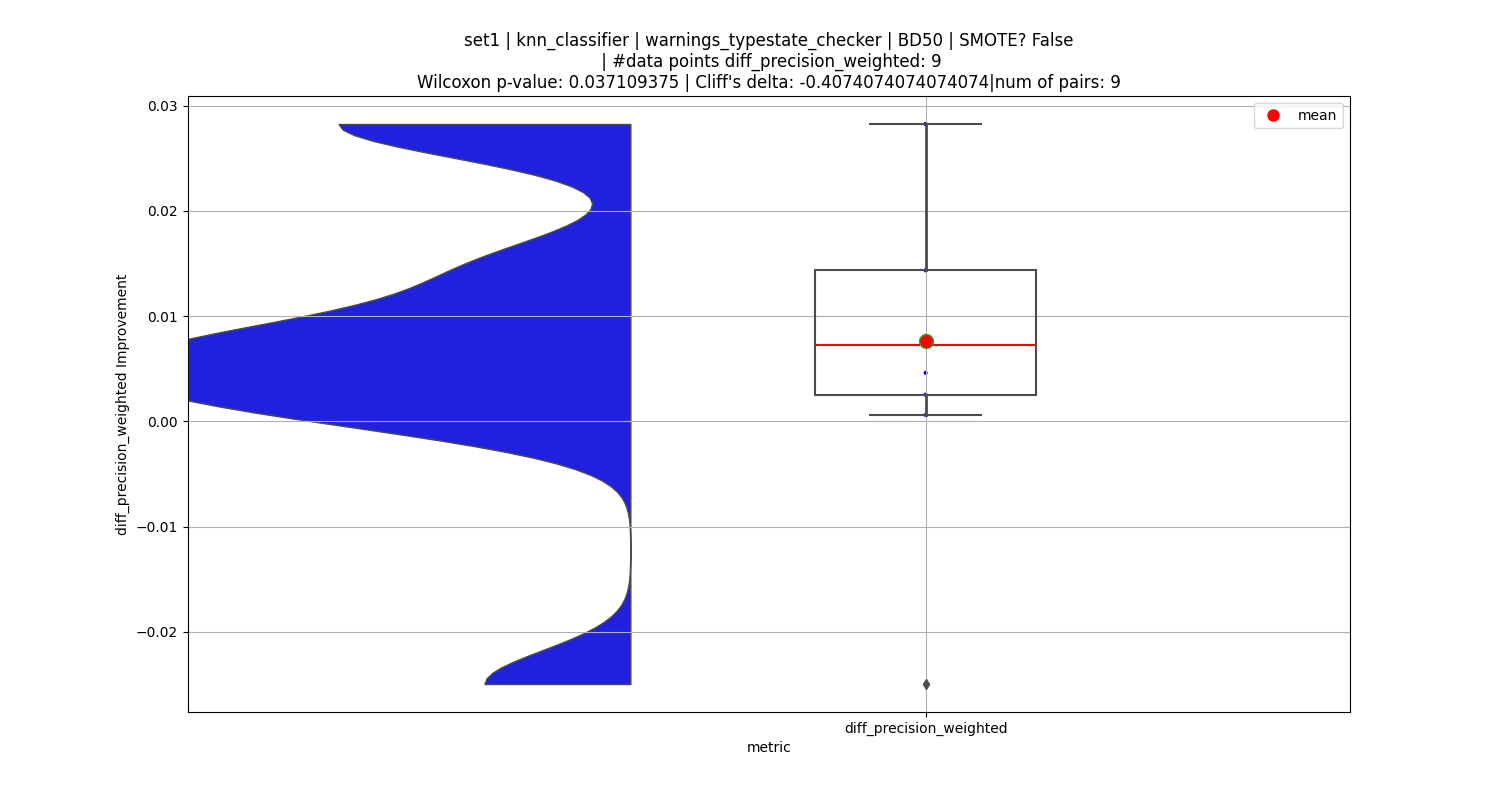 set1 | knn_classifier | warnings_typestate_checker | BD50 | SMOTE? False
| #data points diff_precision_weighted: 9
Wilcoxon p-value: 0.037109375 | Cliff's delta: -0.4074074074074074|num of pairs: 9
mean
0.03
0.02
0.01
0.00
−0.01
−0.02
diff_precision_weighted Improvement
diff_precision_weighted
metric